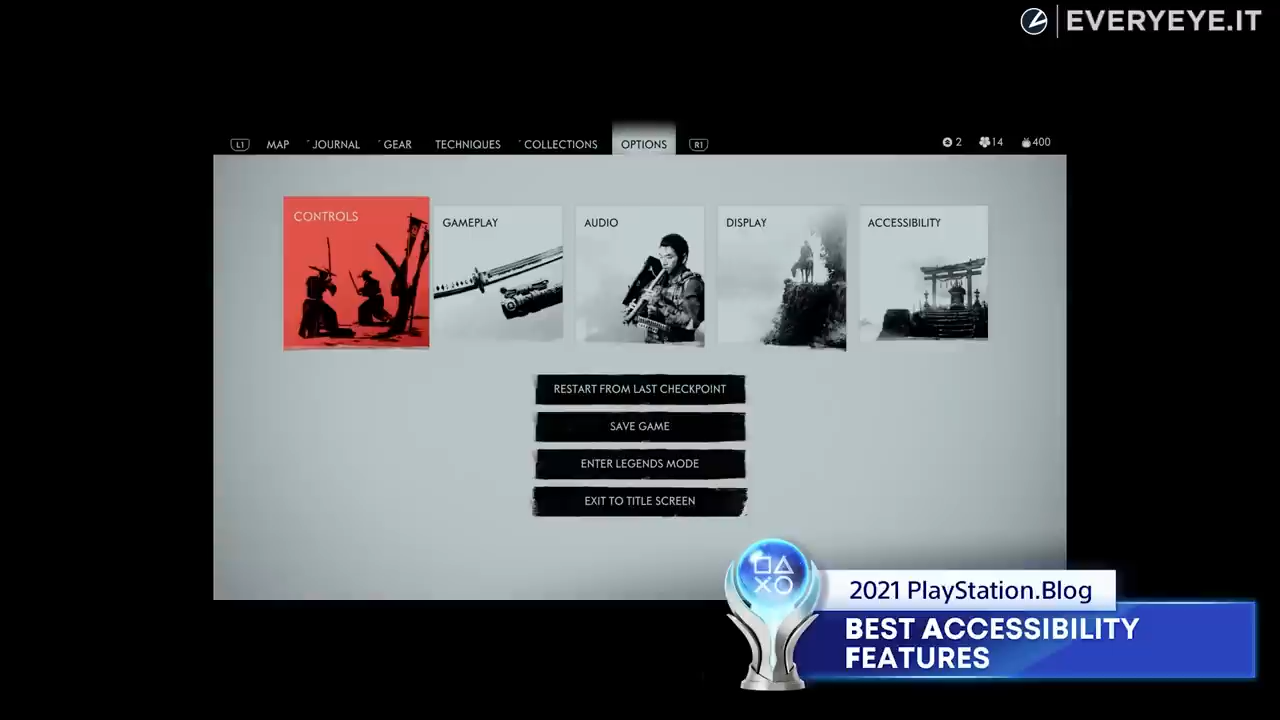 EVERYEYE.IT
L1 MAP JOURNAL GEAR TECHNIQUES COLLECTIONS OPTIONS R1 2 14 400
CONTROLS
GAMEPLAY
AUDIO
DISPLAY
ACCESSIBILITY
RESTART FROM LAST CHECKPOINT
SAVE GAME
ENTER LEGENDS MODE
EXIT TO TITLE SCREEN
2021 PlayStation.Blog
BEST ACCESSIBILITY
FEATURES